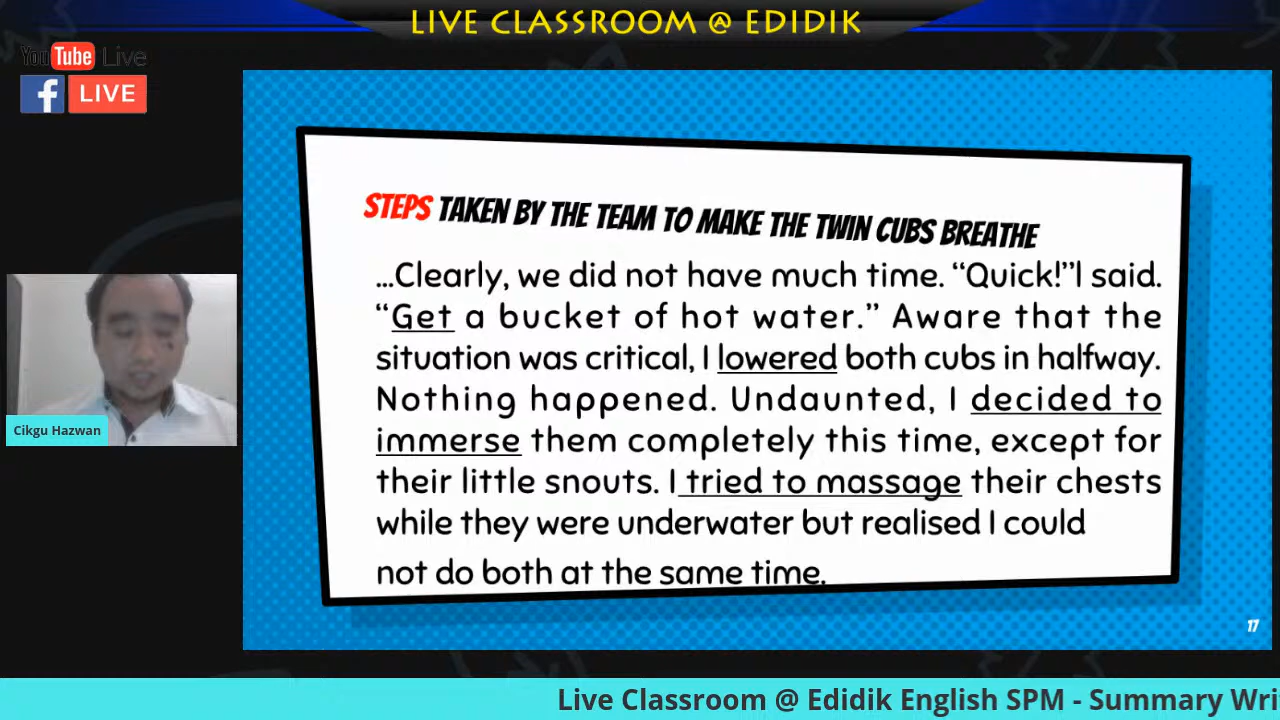 LIVE CLASSROOM @ EDIDIK
YouTube Live
f LIVE
STEPS TAKEN BY THE TEAM TO MAKE THE TWIN CUBS BREATHE
...Clearly, we did not have much time. “Quick!”I said.
“Get a bucket of hot water.” Aware that the
situation was critical, I lowered both cubs in halfway.
Nothing happened. Undaunted, I decided to
immerse them completely this time, except for
their little snouts. I tried to massage their chests
while they were underwater but realised I could
not do both at the same time.
Cikgu Hazwan
17
Live Classroom @ Edidik English SPM - Summary Wri